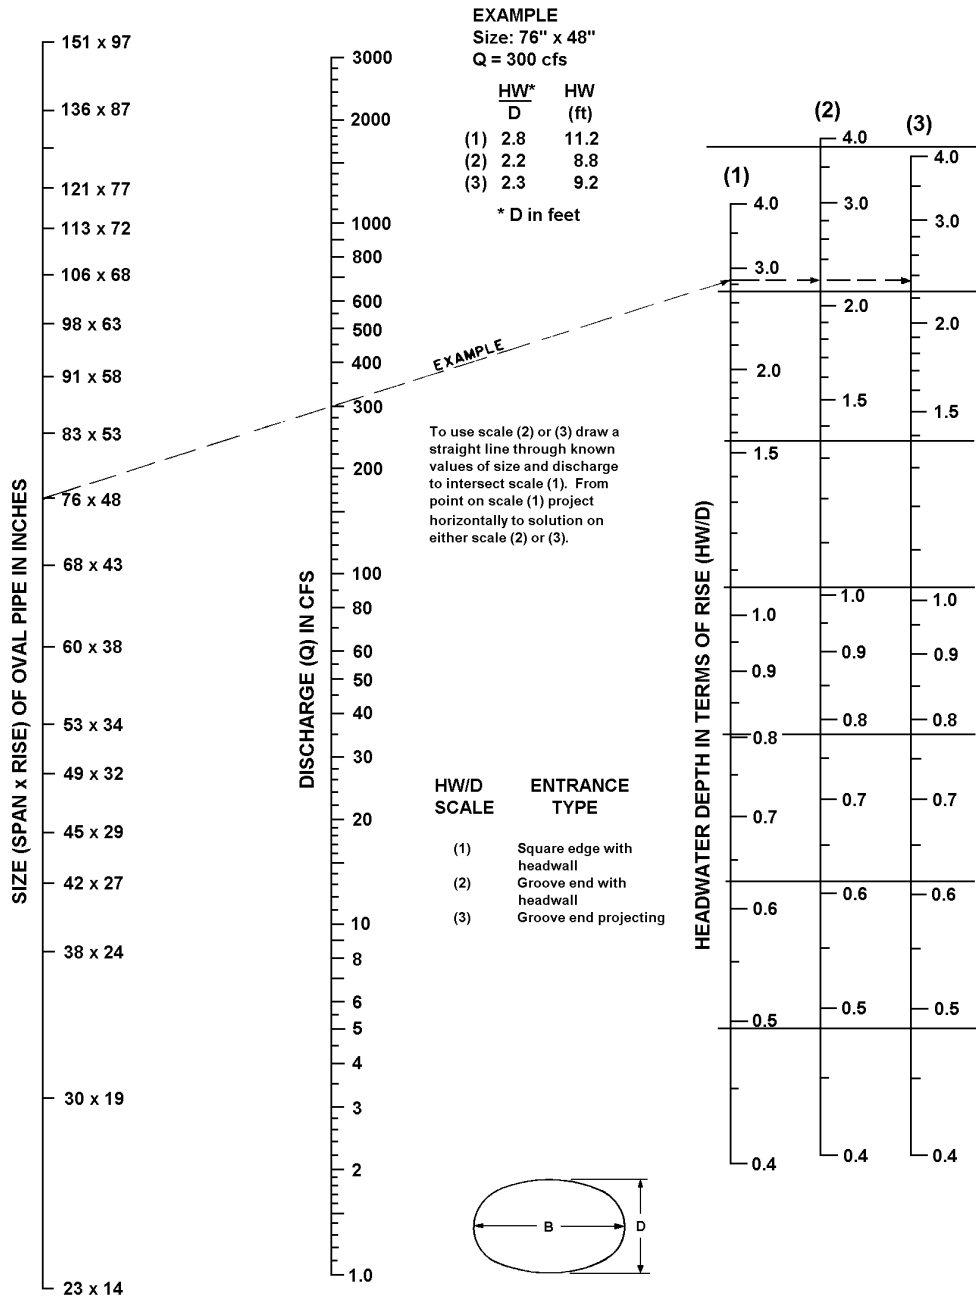 EXAMPLE
Size: 76" x 48"
Q = 300 cfs
HW* HW
D (ft)
(1) 2.8 11.2
(2) 2.2 8.8
(3) 2.3 9.2
* D in feet
SIZE (SPAN x RISE) OF OVAL PIPE IN INCHES
151 x 97
136 x 87
121 x 77
113 x 72
106 x 68
98 x 63
91 x 58
83 x 53
76 x 48
68 x 43
60 x 38
53 x 34
49 x 32
45 x 29
42 x 27
38 x 24
30 x 19
23 x 14
DISCHARGE (Q) IN CFS
3000
2000
1000
800
600
500
400
300
200
100
80
60
50
40
30
20
10
8
6
5
4
3
2
1.0
EXAMPLE
To use scale (2) or (3) draw a
straight line through known
values of size and discharge
to intersect scale (1). From
point on scale (1) project
horizontally to solution on
either scale (2) or (3).
HW/D ENTRANCE
SCALE TYPE
(1) Square edge with
headwall
(2) Groove end with
headwall
(3) Groove end projecting
B
D
HEADWATER DEPTH IN TERMS OF RISE (HW/D)
(1)
4.0
3.0
2.0
1.5
1.0
0.9
0.8
0.7
0.6
0.5
0.4
(2)
4.0
3.0
2.0
1.5
1.0
0.9
0.8
0.7
0.6
0.5
0.4
(3)
4.0
3.0
2.0
1.5
1.0
0.9
0.8
0.7
0.6
0.5
0.4